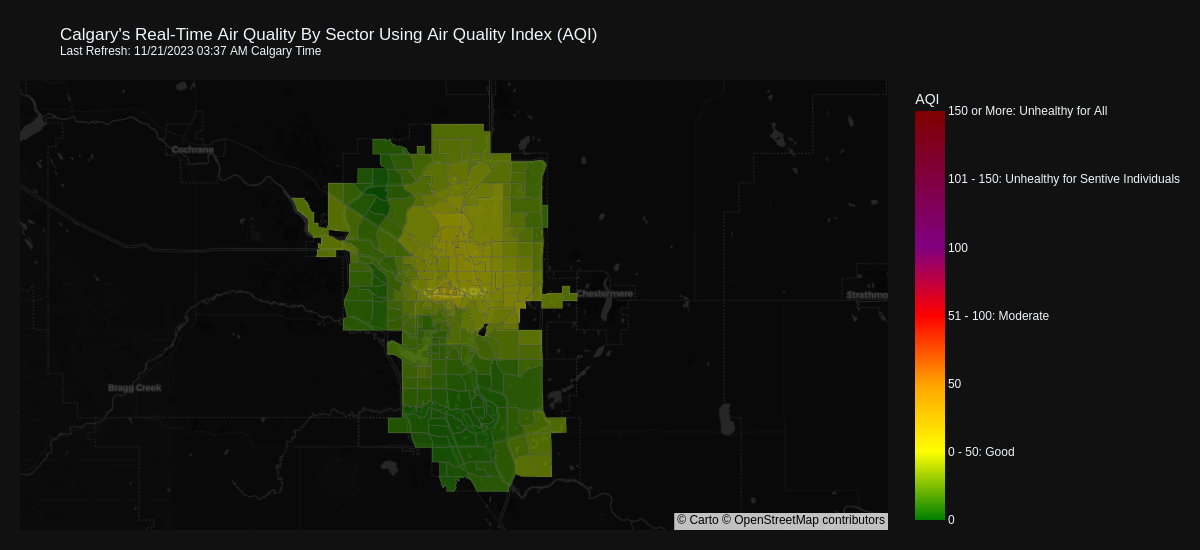 Calgary's Real-Time Air Quality By Sector Using Air Quality Index (AQI)
Last Refresh: 11/21/2023 03:37 AM Calgary Time
AQI
150 or More: Unhealthy for All
Cochrane
101 - 150: Unhealthy for Sentive Individuals
100
Chestermere
Strathmo
51 - 100: Moderate
Bragg Creek
50
0 - 50: Good
0
© Carto © OpenStreetMap contributors